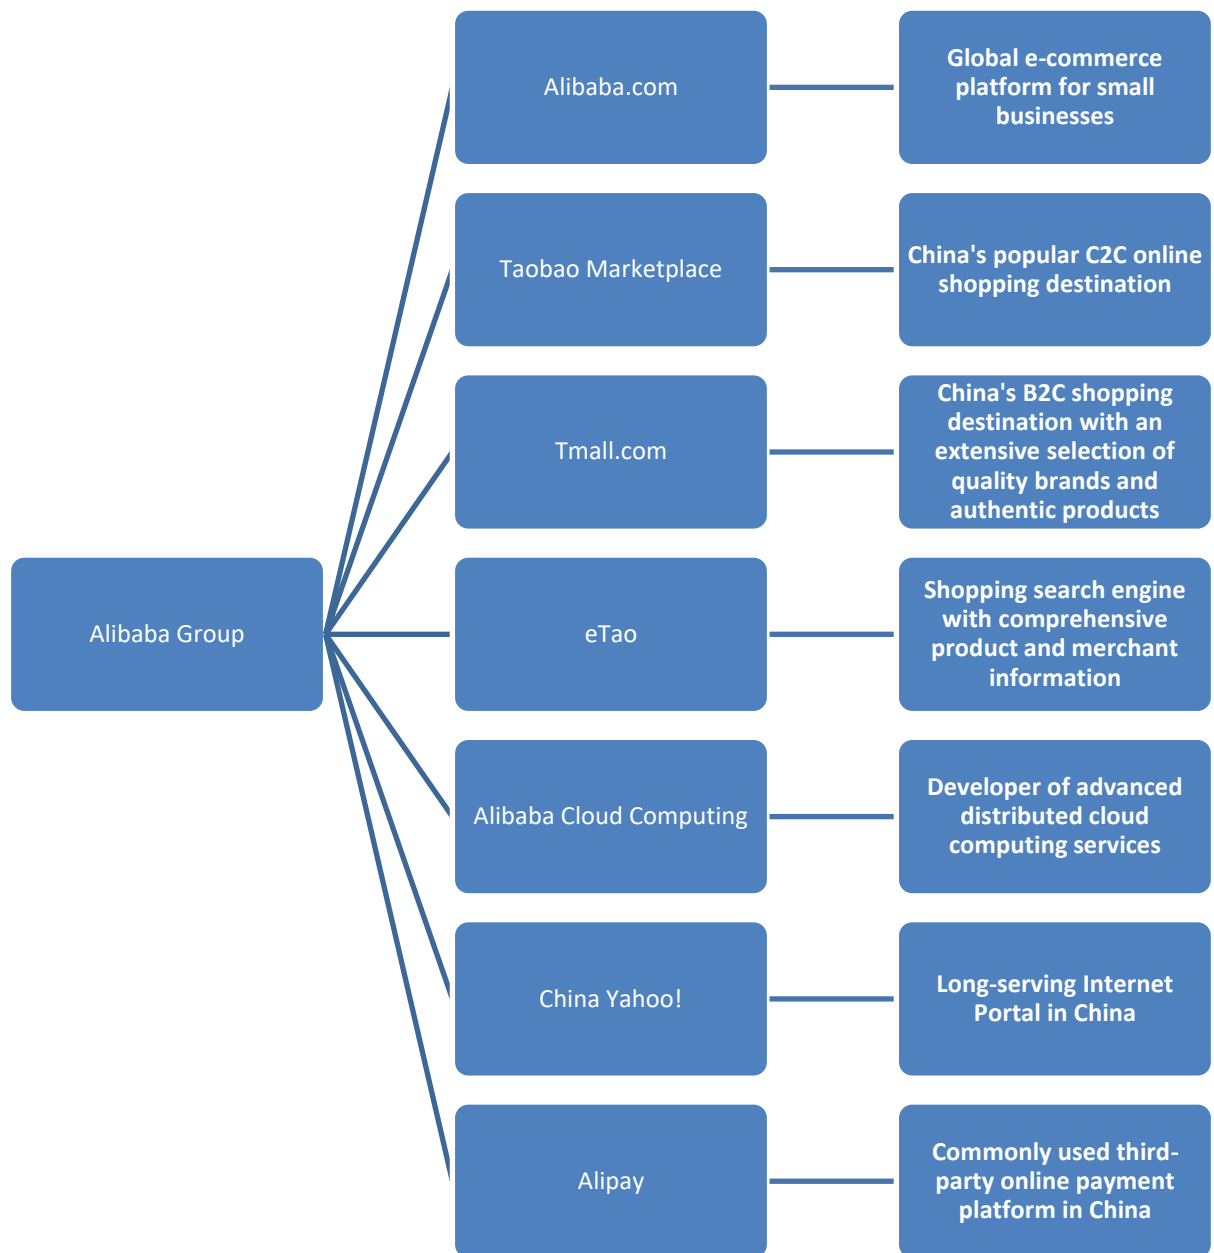 Alibaba Group
Alibaba.com
Global e-commerce
platform for small
businesses
Taobao Marketplace
China's popular C2C online
shopping destination
Tmall.com
China's B2C shopping
destination with an
extensive selection of
quality brands and
authentic products
eTao
Shopping search engine
with comprehensive
product and merchant
information
Alibaba Cloud Computing
Developer of advanced
distributed cloud
computing services
China Yahoo!
Long-serving Internet
Portal in China
Alipay
Commonly used third-
party online payment
platform in China